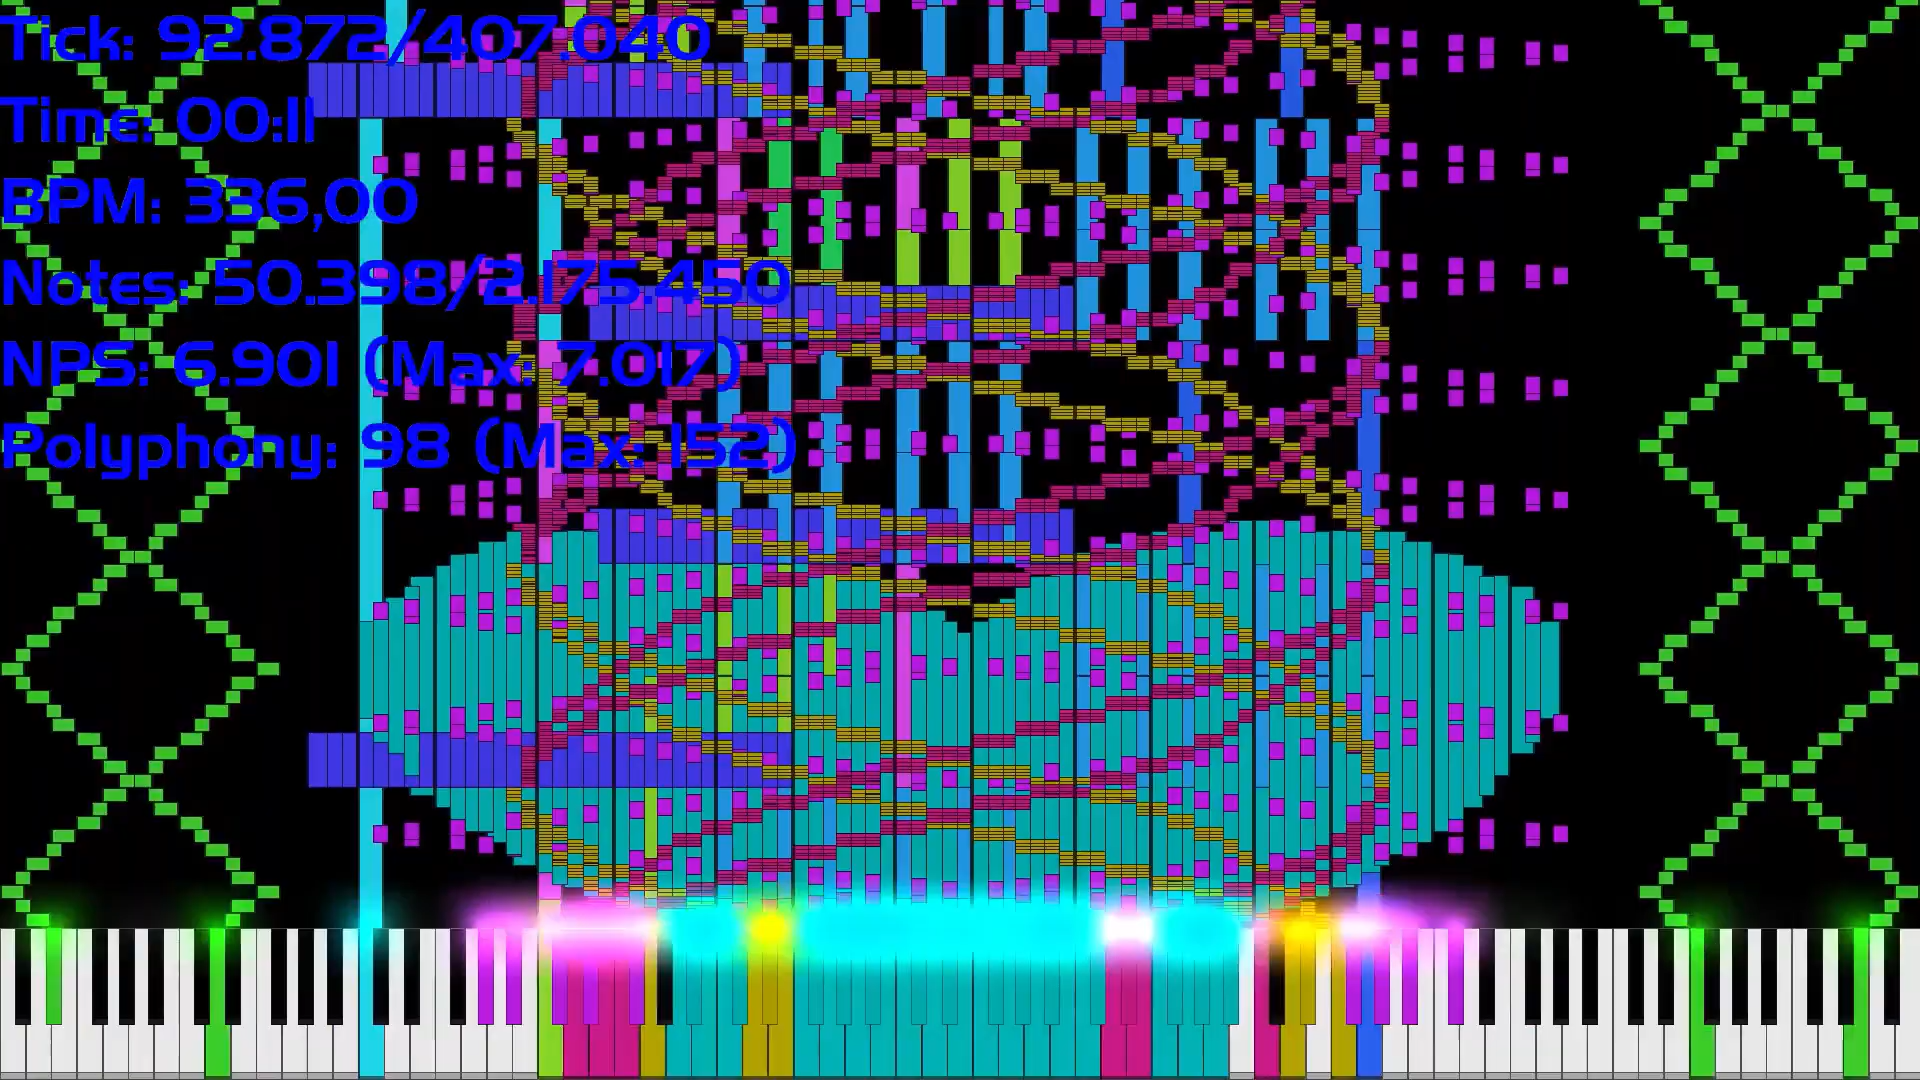 Tick: 92.872/407.040
Time: 00:11
BPM: 336,00
Notes: 50.398/2.175.450
NPS: 6.901 (Max: 7.017)
Polyphony: 98 (Max: 152)